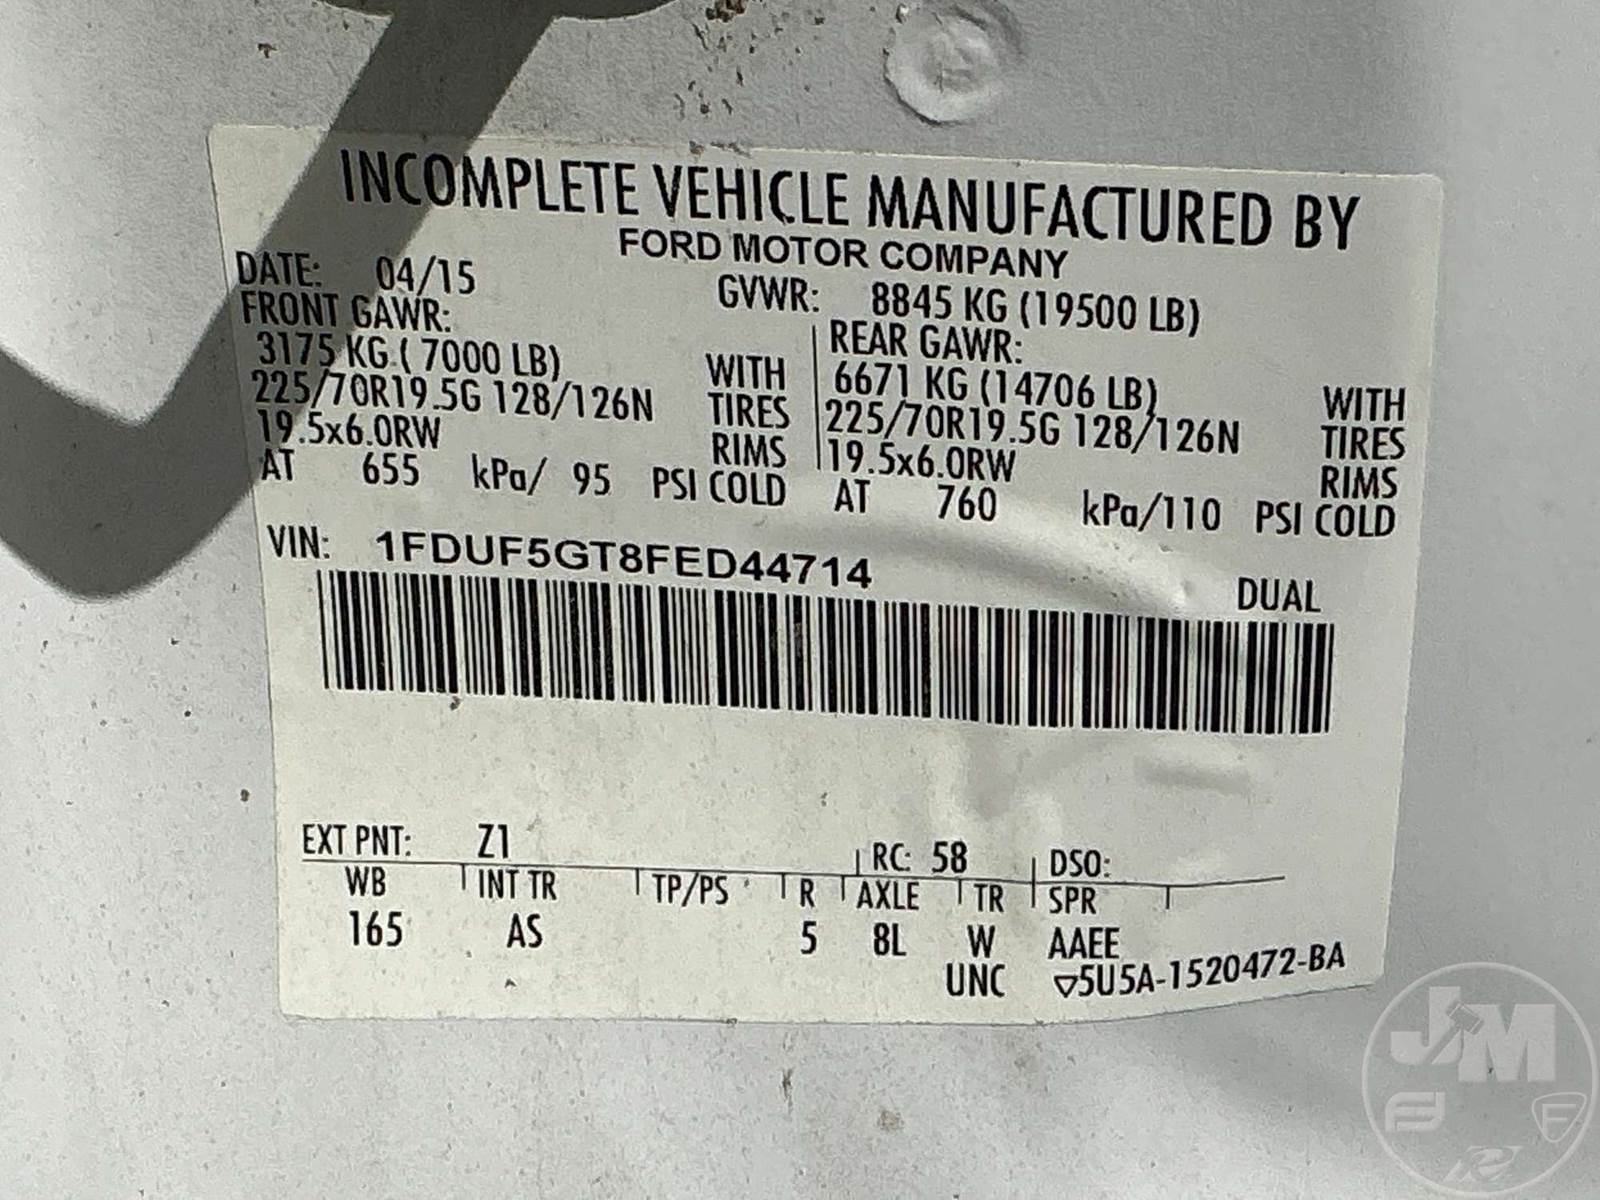 INCOMPLETE VEHICLE MANUFACTURED BY
FORD MOTOR COMPANY
DATE: 04/15 GVWR: 8845 KG (19500 LB)
FRONT GAWR: REAR GAWR:
3175 KG ( 7000 LB) WITH 6671 KG (14706 LB) WITH
225/70R19.5G 128/126N TIRES 225/70R19.5G 128/126N TIRES
19.5x6.0RW RIMS 19.5x6.0RW RIMS
AT 655 kPa/ 95 PSI COLD AT 760 kPa/110 PSI COLD
VIN: 1FDUF5GT8FED44714
DUAL
EXT PNT: Z1 RC: 58 DSO:
WB INT TR TP/PS R AXLE TR SPR
165 AS 5 8L W AAEE
UNC ▽5U5A-1520472-BA
JM